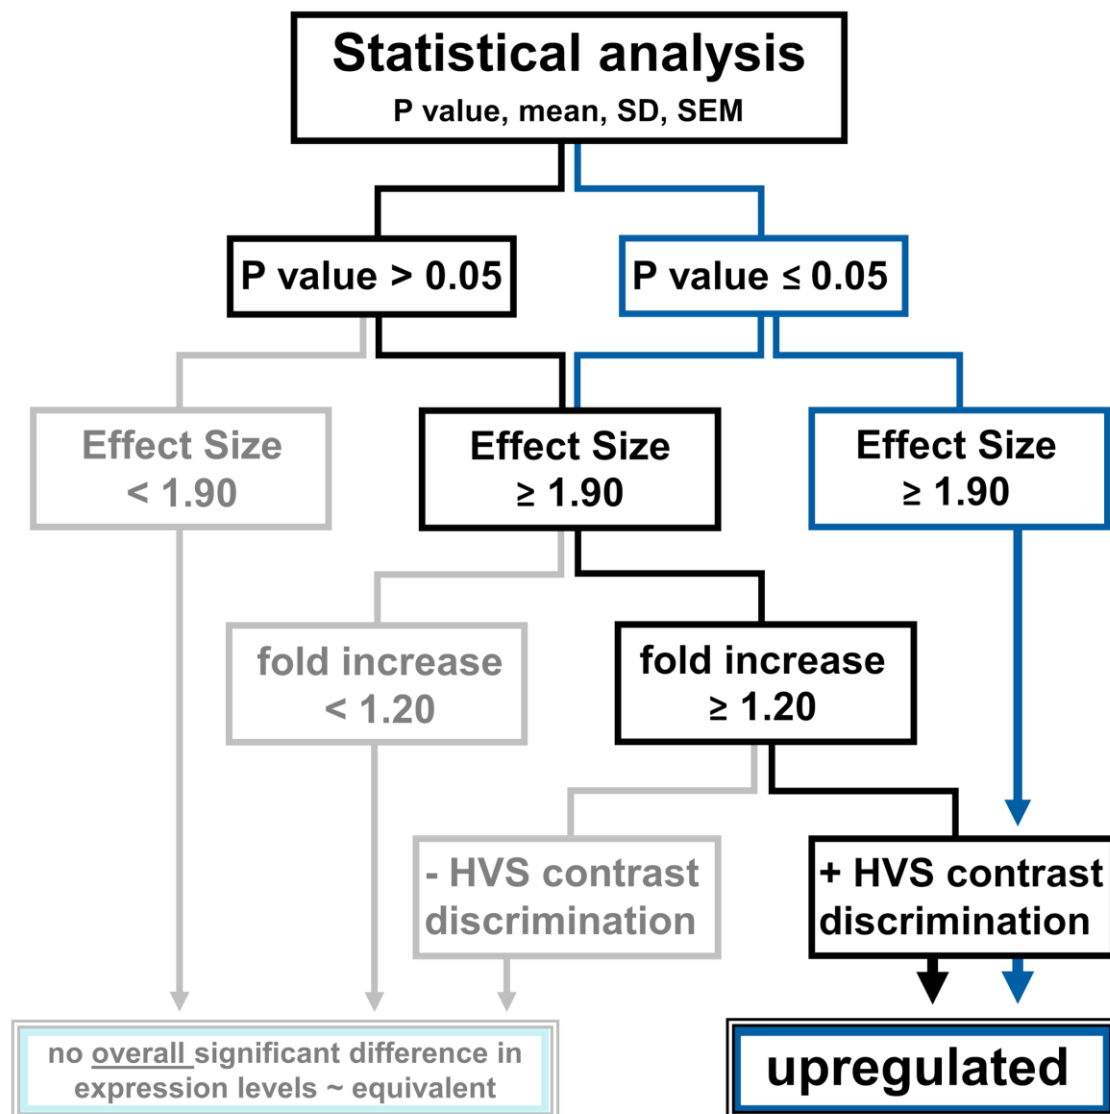 Statistical analysis
P value, mean, SD, SEM
P value > 0.05
P value ≤ 0.05
Effect Size
< 1.90
Effect Size
≥ 1.90
Effect Size
≥ 1.90
fold increase
< 1.20
fold increase
≥ 1.20
- HVS contrast
discrimination
+ HVS contrast
discrimination
no overall significant difference in
expression levels ~ equivalent
upregulated